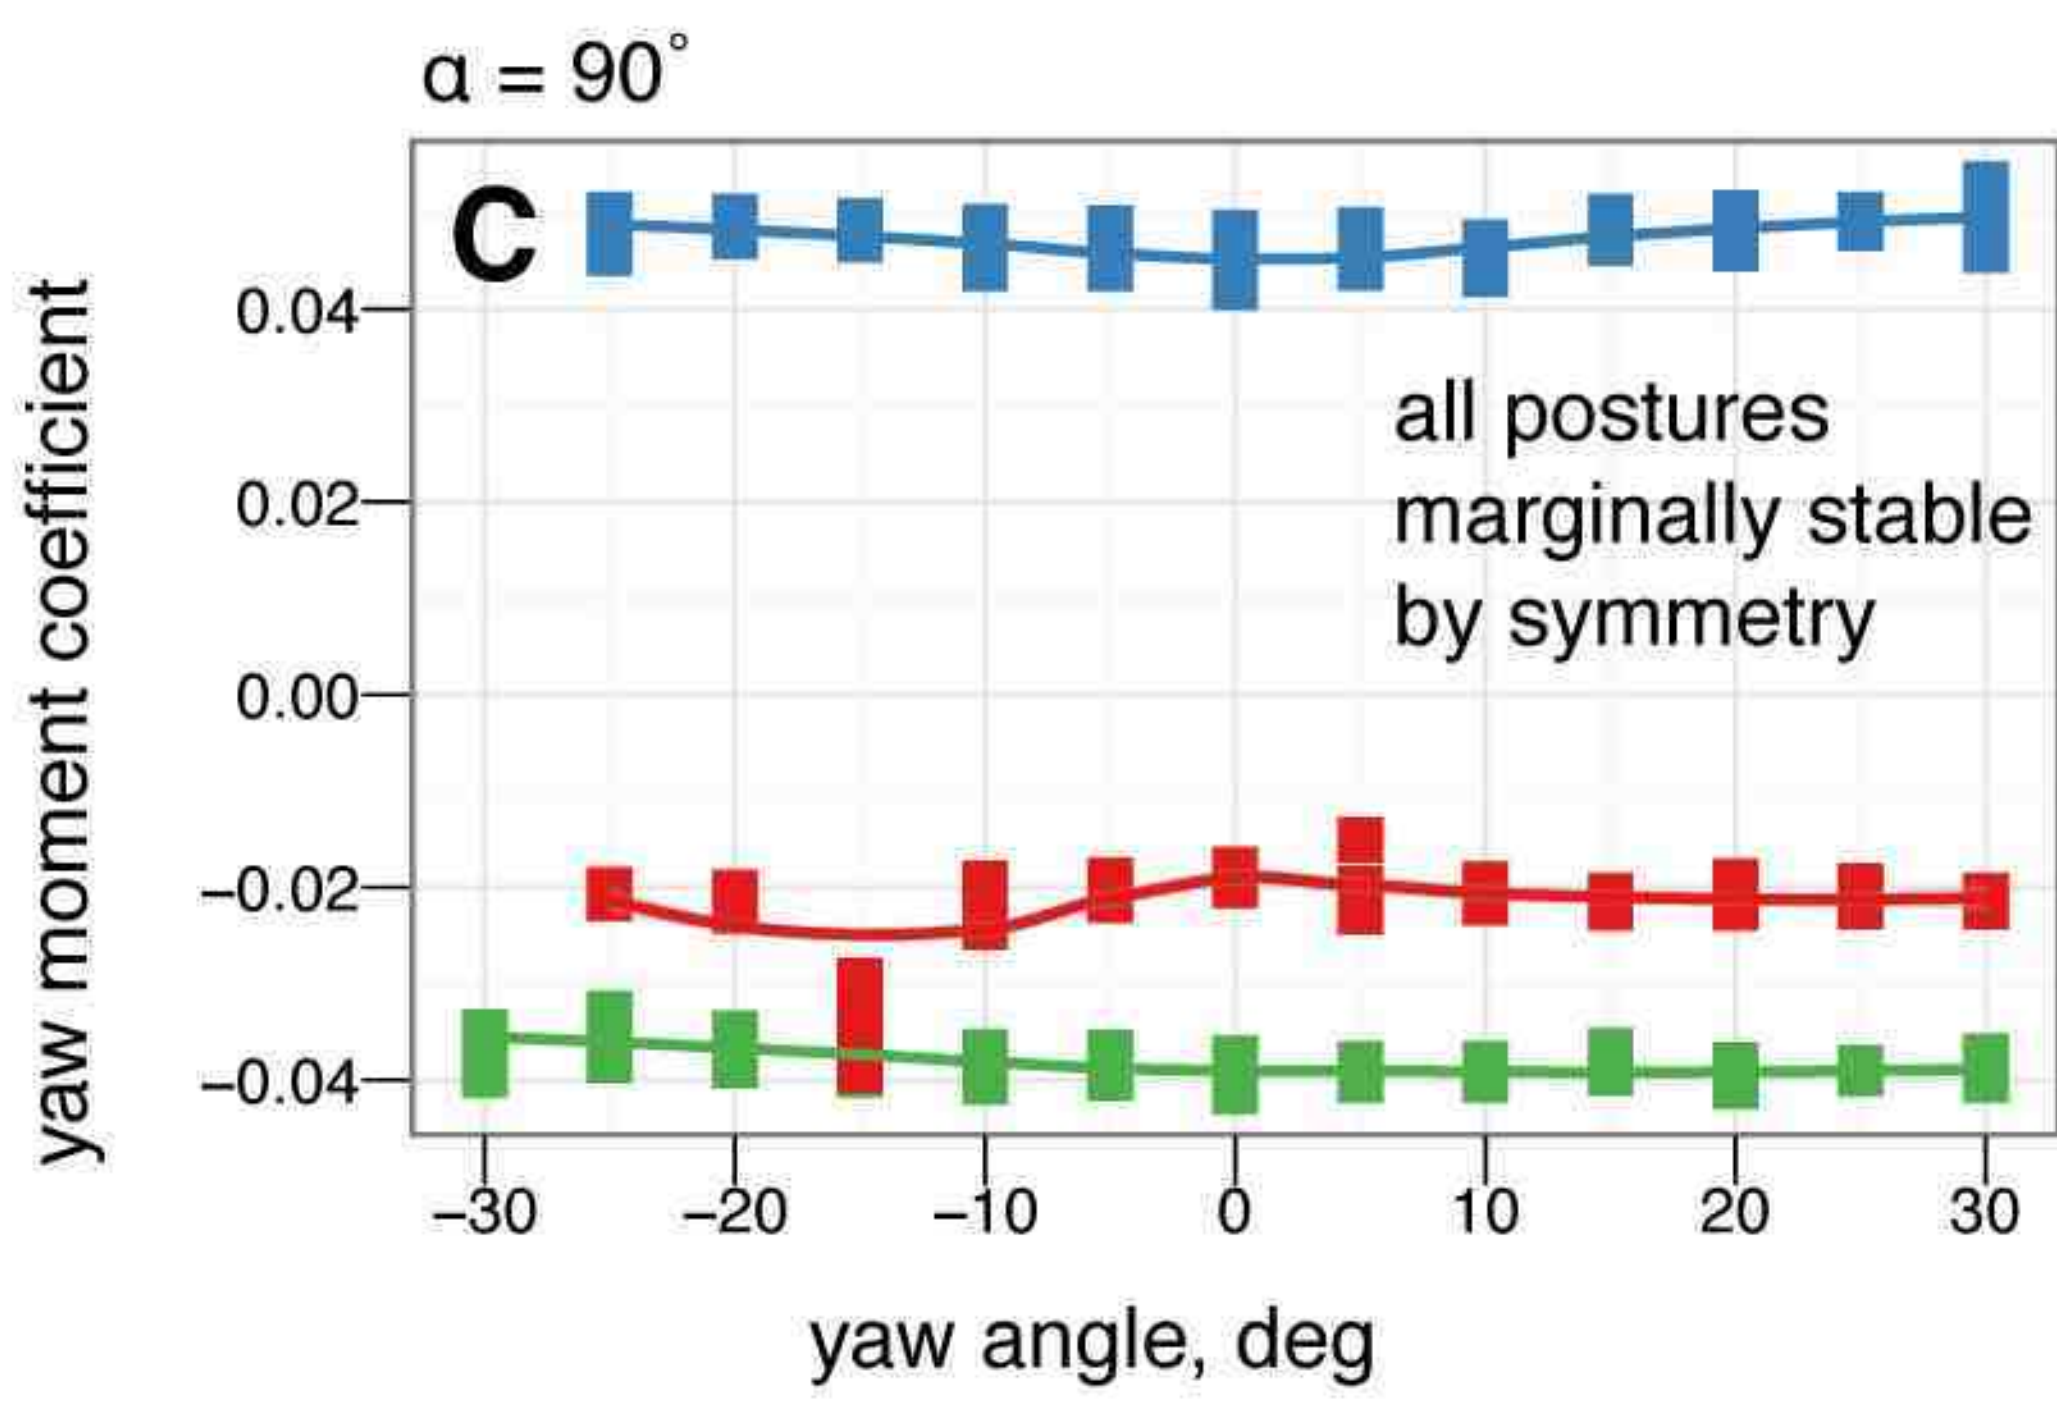 α = 90°
C
yaw moment coefficient
0.04
0.02
0.00
−0.02
−0.04
all postures
marginally stable
by symmetry
−30 −20 −10 0 10 20 30
yaw angle, deg